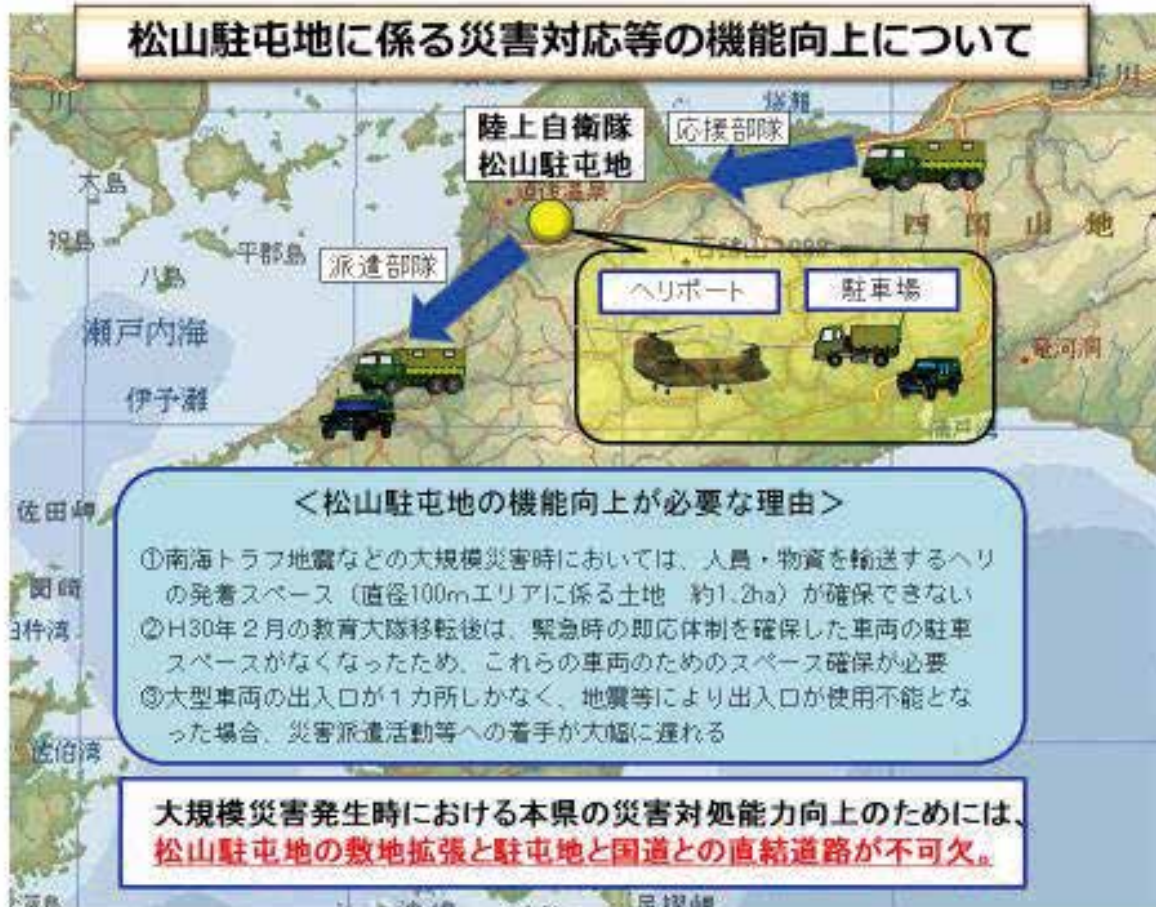 松山駐屯地に係る災害対応等の機能向上について
陸上自衛隊
松山駐屯地
応援部隊
派遣部隊
大島
祝島
平郡島
八島
瀬戸内海
伊予灘
四国山地
ヘリポート
駐車場
竜河洞
佐田岬
<松山駐屯地の機能向上が必要な理由>
①南海トラフ地震などの大規模災害時においては、人員・物資を輸送するヘリ
の発着スペース(直径100mエリアに係る土地 約1.2ha)が確保できない
②H30年2月の教育大隊移転後は、緊急時の即応体制を確保した車両の駐車
スペースがなくなったため、これらの車両のためのスペース確保が必要
③大型車両の出入口が1カ所しかなく、地震等により出入口が使用不能とな
った場合、災害派遣活動等への着手が大幅に遅れる
関崎
臼杵湾
佐伯湾
大規模災害発生時における本県の災害対処能力向上のためには、
松山駐屯地の敷地拡張と駐屯地と国道との直結道路が不可欠。